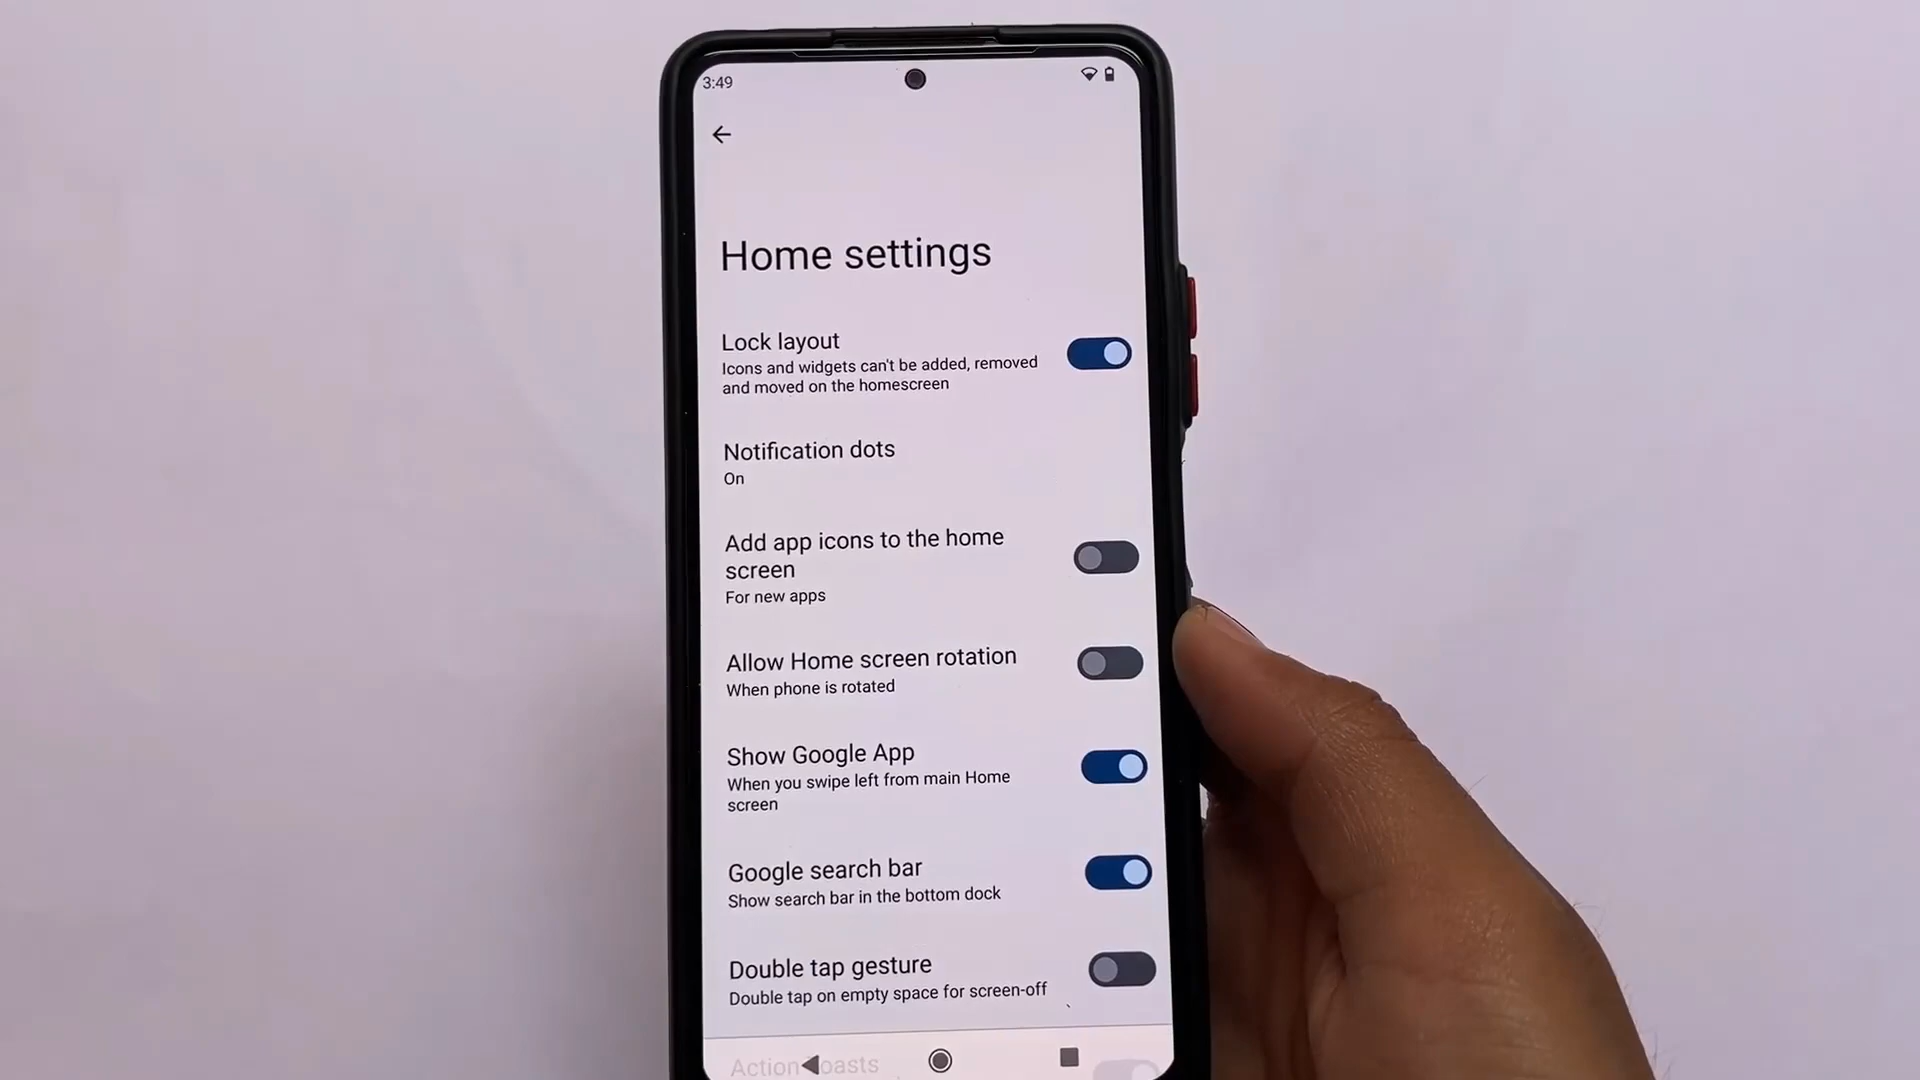 3:49
Home settings
Lock layout
Icons and widgets can't be added, removed
and moved on the homescreen
Notification dots
On
Add app icons to the home
screen
For new apps
Allow Home screen rotation
When phone is rotated
Show Google App
When you swipe left from main Home
screen
Google search bar
Show search bar in the bottom dock
Double tap gesture
Double tap on empty space for screen-off
Action